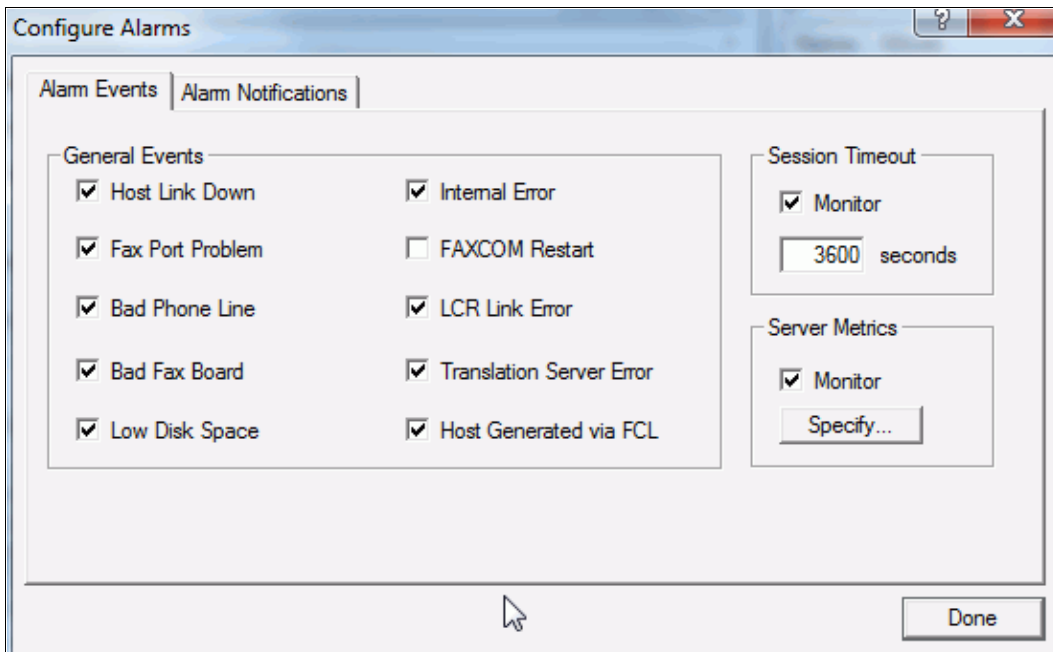 Configure Alarms
?
X
Alarm Events
Alarm Notifications
General Events
Host Link Down
Internal Error
Fax Port Problem
FAXCOM Restart
Bad Phone Line
LCR Link Error
Bad Fax Board
Translation Server Error
Low Disk Space
Host Generated via FCL
Session Timeout
Monitor
3600 seconds
Server Metrics
Monitor
Specify...
Done